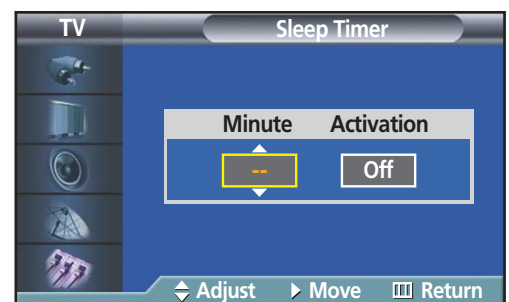 TV Sleep Timer
Minute Activation
-- Off
Adjust Move Return